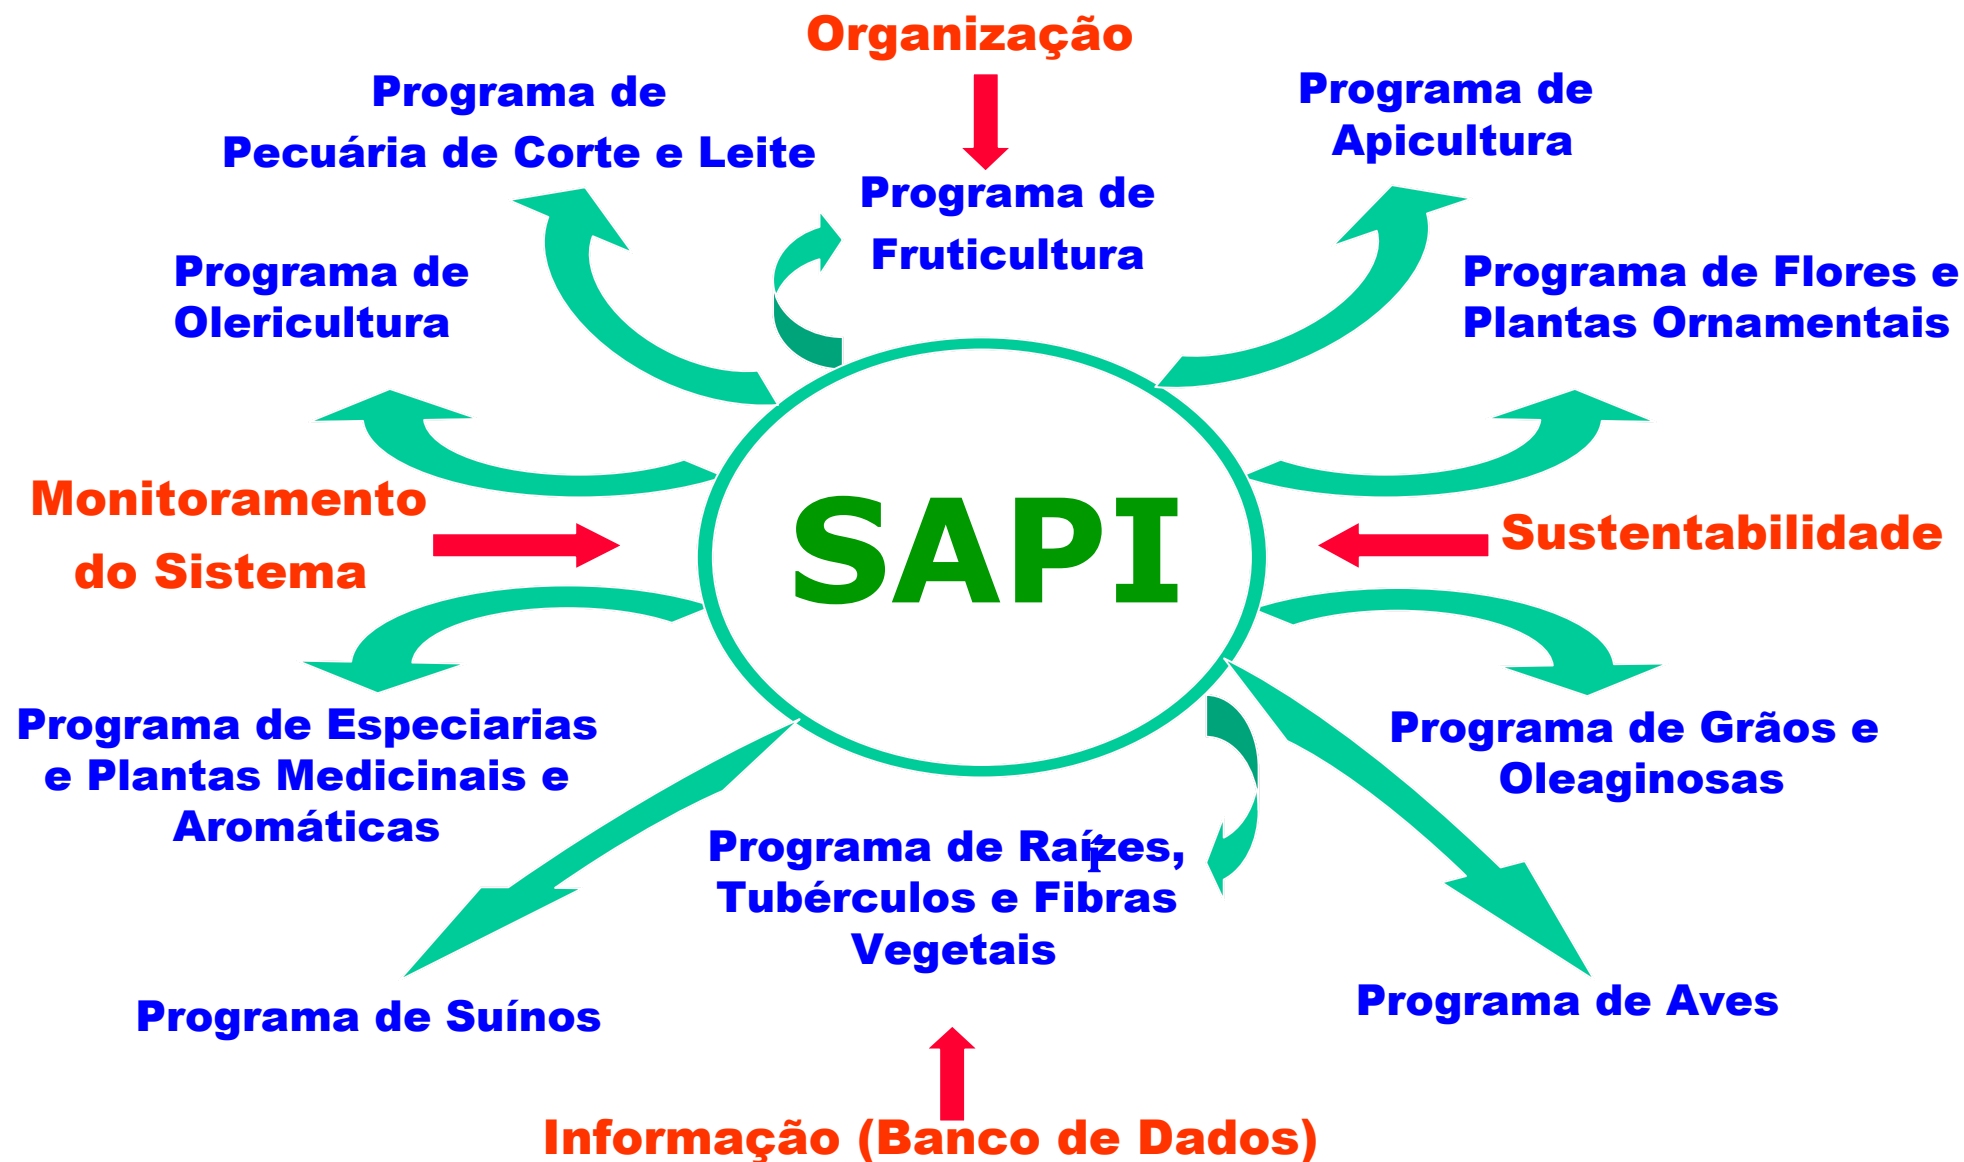 Organização
Programa de
Pecuária de Corte e Leite
Programa de
Fruticultura
Programa de
Apicultura
Programa de
Olericultura
Programa de Flores e
Plantas Ornamentais
Monitoramento
do Sistema
SAPI
Sustentabilidade
Programa de Especiarias
e Plantas Medicinais e
Aromáticas
Programa de Grãos e
Oleaginosas
Programa de Raízes,
Tubérculos e Fibras
Vegetais
Programa de Suínos
Programa de Aves
Informação (Banco de Dados)